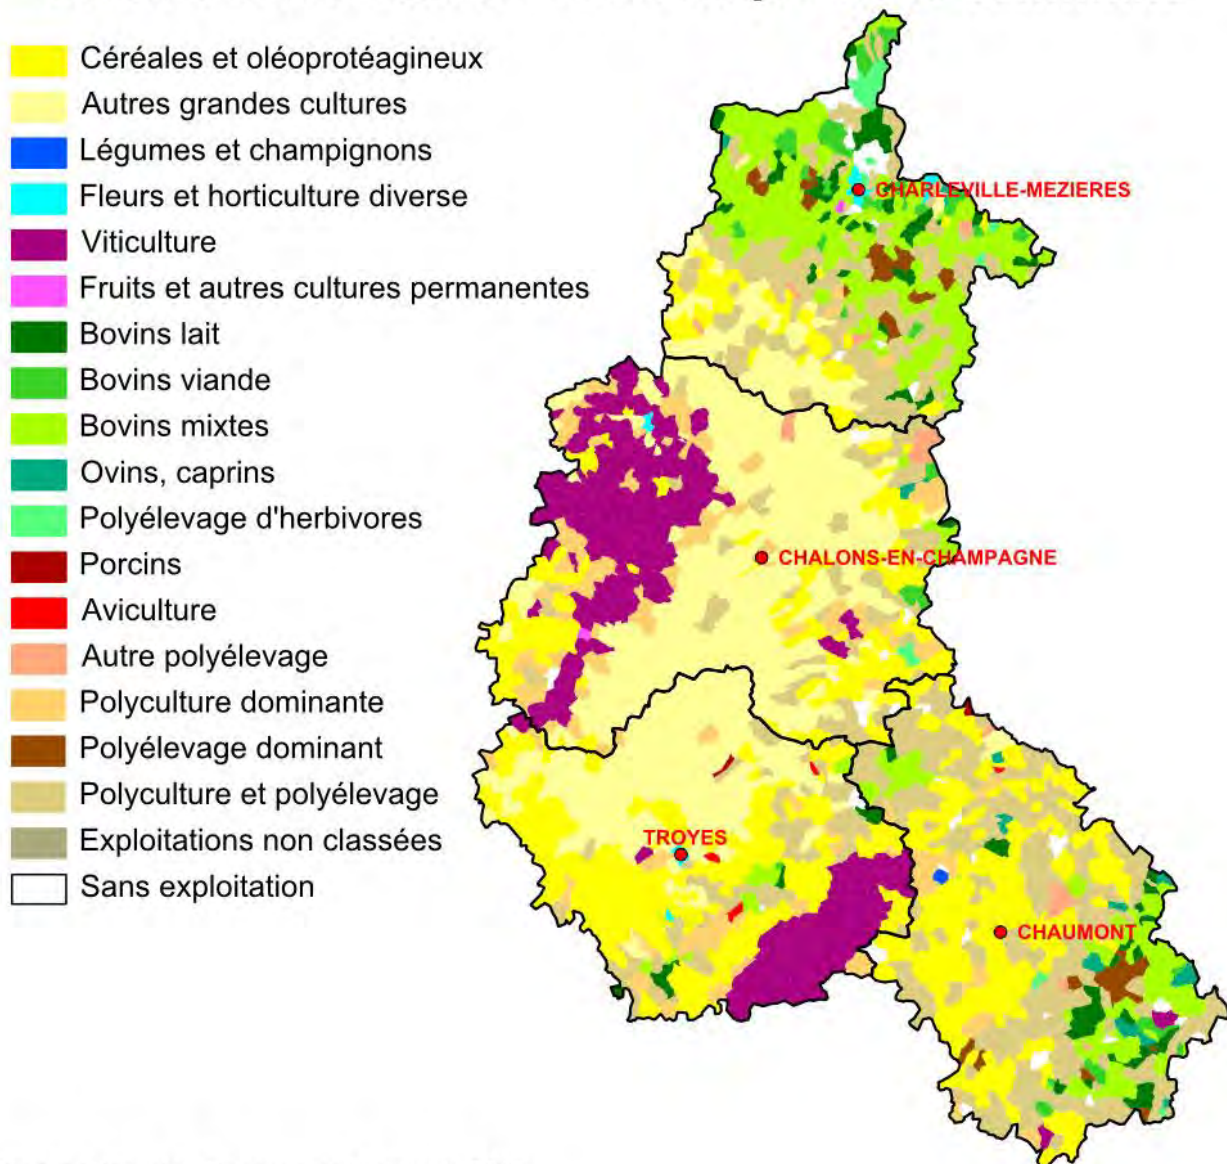 Céréales et oléoprotéagineux
Autres grandes cultures
Légumes et champignons
Fleurs et horticulture diverse
Viticulture
Fruits et autres cultures permanentes
Bovins lait
Bovins viande
Bovins mixtes
Ovins, caprins
Polyélevage d'herbivores
Porcins
Aviculture
Autre polyélevage
Polyculture dominante
Polyélevage dominant
Polyculture et polyélevage
Exploitations non classées
Sans exploitation
CHARLEVILLE-MEZIERES
CHALONS-EN-CHAMPAGNE
TROYES
CHAUMONT